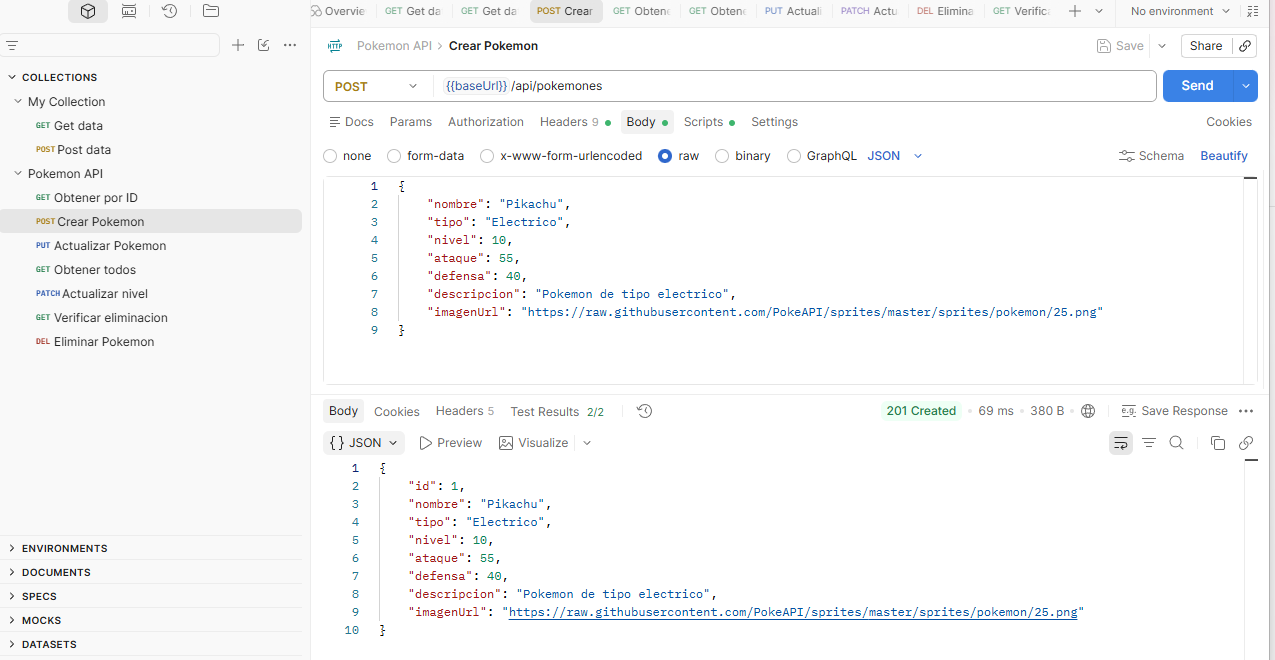 Overvie GET Get da GET Get da POST Crear GET Obtene GET Obtene PUT Actuali PATCH Actu DEL Elimina GET Verific No environment
Pokemon API > Crear Pokemon Save Share
COLLECTIONS
My Collection
GET Get data
POST Post data
Pokemon API
GET Obtener por ID
POST Crear Pokemon
PUT Actualizar Pokemon
GET Obtener todos
PATCH Actualizar nivel
GET Verificar eliminacion
DEL Eliminar Pokemon
ENVIRONMENTS
DOCUMENTS
SPECS
MOCKS
DATASETS
HTTP
POST {{baseUrl}} /api/pokemones Send
Docs Params Authorization Headers 9 Body Scripts Settings Cookies
none form-data x-www-form-urlencoded raw binary GraphQL JSON Schema Beautify
1 {
2 "nombre": "Pikachu",
3 "tipo": "Electrico",
4 "nivel": 10,
5 "ataque": 55,
6 "defensa": 40,
7 "descripcion": "Pokemon de tipo electrico",
8 "imagenUrl": "https://raw.githubusercontent.com/PokeAPI/sprites/master/sprites/pokemon/25.png"
9 }
Body Cookies Headers 5 Test Results 2/2 201 Created 69 ms 380 B e.g. Save Response
{} JSON Preview Visualize
1 {
2 "id": 1,
3 "nombre": "Pikachu",
4 "tipo": "Electrico",
5 "nivel": 10,
6 "ataque": 55,
7 "defensa": 40,
8 "descripcion": "Pokemon de tipo electrico",
9 "imagenUrl": "https://raw.githubusercontent.com/PokeAPI/sprites/master/sprites/pokemon/25.png"
10 }